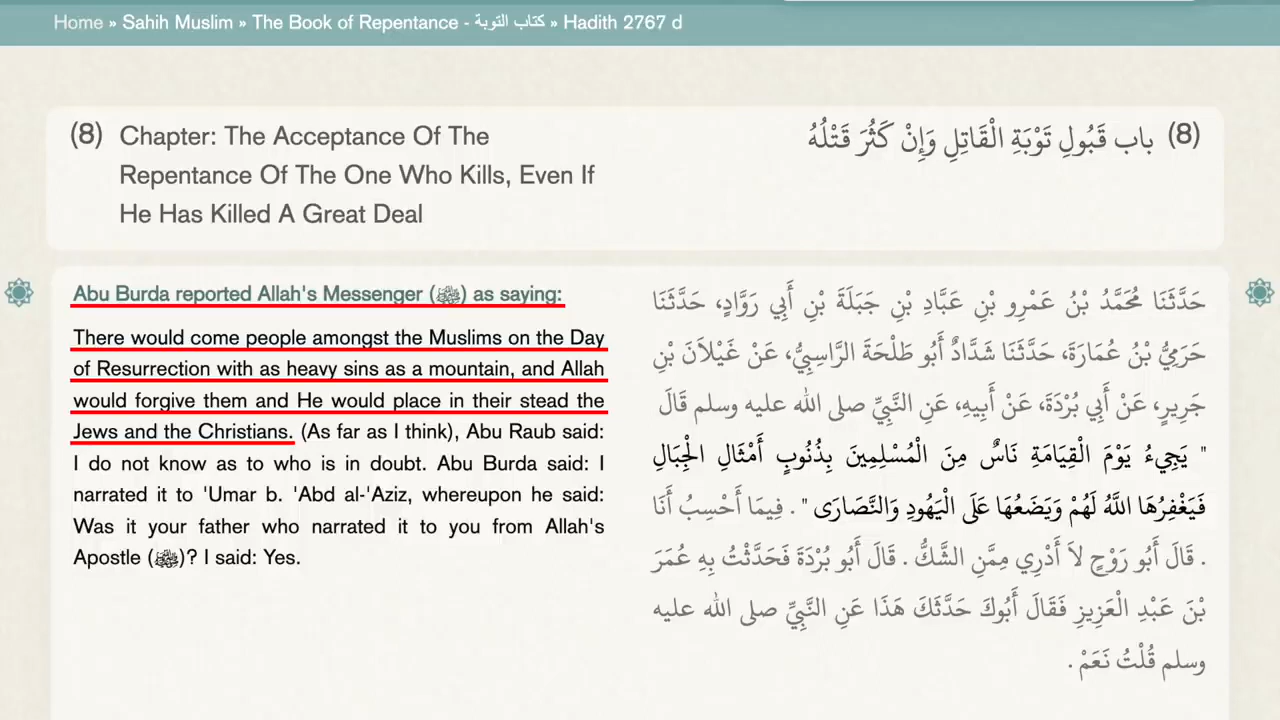 Home » Sahih Muslim » The Book of Repentance - كتاب التوبة » Hadith 2767 d
(8) Chapter: The Acceptance Of The
Repentance Of The One Who Kills, Even If
He Has Killed A Great Deal
(8) باب قَبُولِ تَوْبَةِ الْقَاتِلِ وَإِنْ كَثُرَ قَتْلُهُ
Abu Burda reported Allah's Messenger (ﷺ) as saying:
There would come people amongst the Muslims on the Day
of Resurrection with as heavy sins as a mountain, and Allah
would forgive them and He would place in their stead the
Jews and the Christians. (As far as I think), Abu Raub said:
I do not know as to who is in doubt. Abu Burda said: I
narrated it to 'Umar b. 'Abd al-'Aziz, whereupon he said:
Was it your father who narrated it to you from Allah's
Apostle (ﷺ)? I said: Yes.
حَدَّثَنَا مُحَمَّدُ بْنُ عَمْرِو بْنِ عَبَّادِ بْنِ جَبَلَةَ بْنِ أَبِي رَوَّادٍ، حَدَّثَنَا
حَرَمِيُّ بْنُ عُمَارَةَ، حَدَّثَنَا شَدَّادٌ أَبُو طَلْحَةَ الرَّاسِبِيُّ، عَنْ غَيْلاَنَ بْنِ
جَرِيرٍ، عَنْ أَبِي بُرْدَةَ، عَنْ أَبِيهِ، عَنِ النَّبِيِّ صلى الله عليه وسلم قَالَ
" يَجِيءُ يَوْمَ الْقِيَامَةِ نَاسٌ مِنَ الْمُسْلِمِينَ بِذُنُوبٍ أَمْثَالِ الْجِبَالِ
فَيَغْفِرُهَا اللَّهُ لَهُمْ وَيَضَعُهَا عَلَى الْيَهُودِ وَالنَّصَارَى " . فِيمَا أَحْسِبُ أَنَا
. قَالَ أَبُو رَوْحٍ لاَ أَدْرِي مِمَّنِ الشَّكُّ . قَالَ أَبُو بُرْدَةَ فَحَدَّثْتُ بِهِ عُمَرَ
بْنَ عَبْدِ الْعَزِيزِ فَقَالَ أَبُوكَ حَدَّثَكَ هَذَا عَنِ النَّبِيِّ صلى الله عليه
وسلم قُلْتُ نَعَمْ .